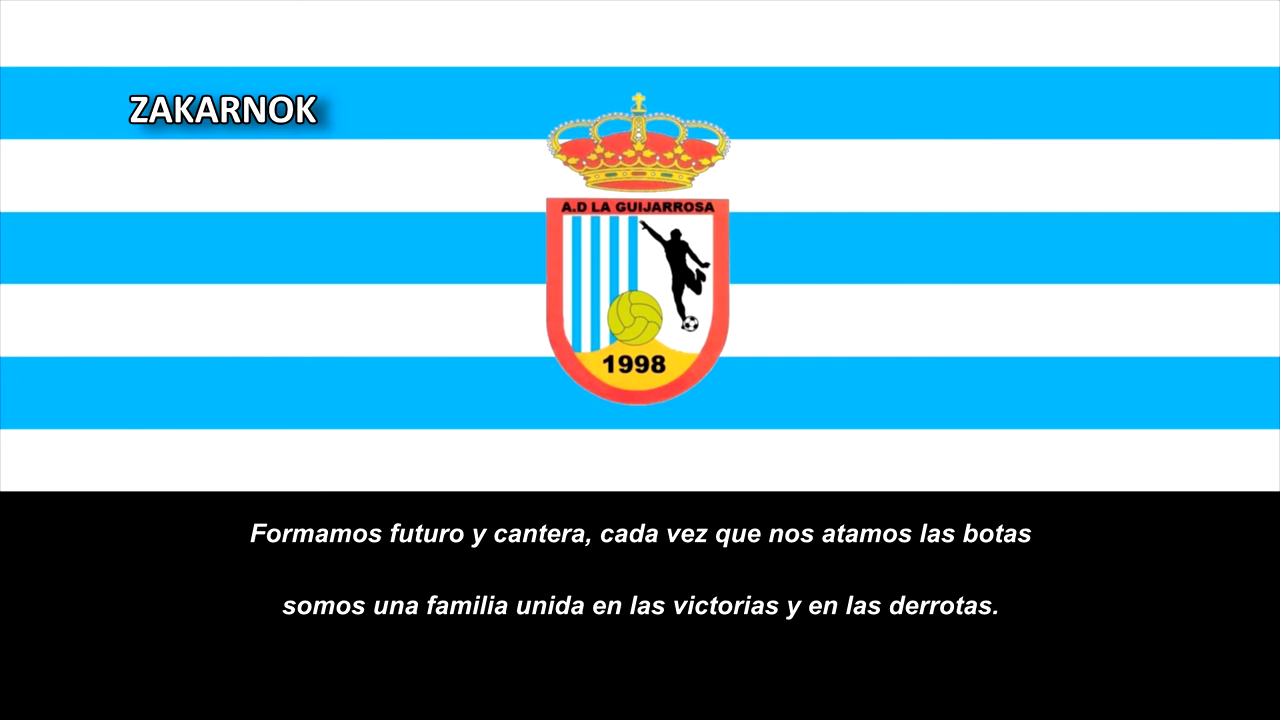 ZAKARNOK
A.D LA GUIJARROSA
1998
Formamos futuro y cantera, cada vez que nos atamos las botas
somos una familia unida en las victorias y en las derrotas.